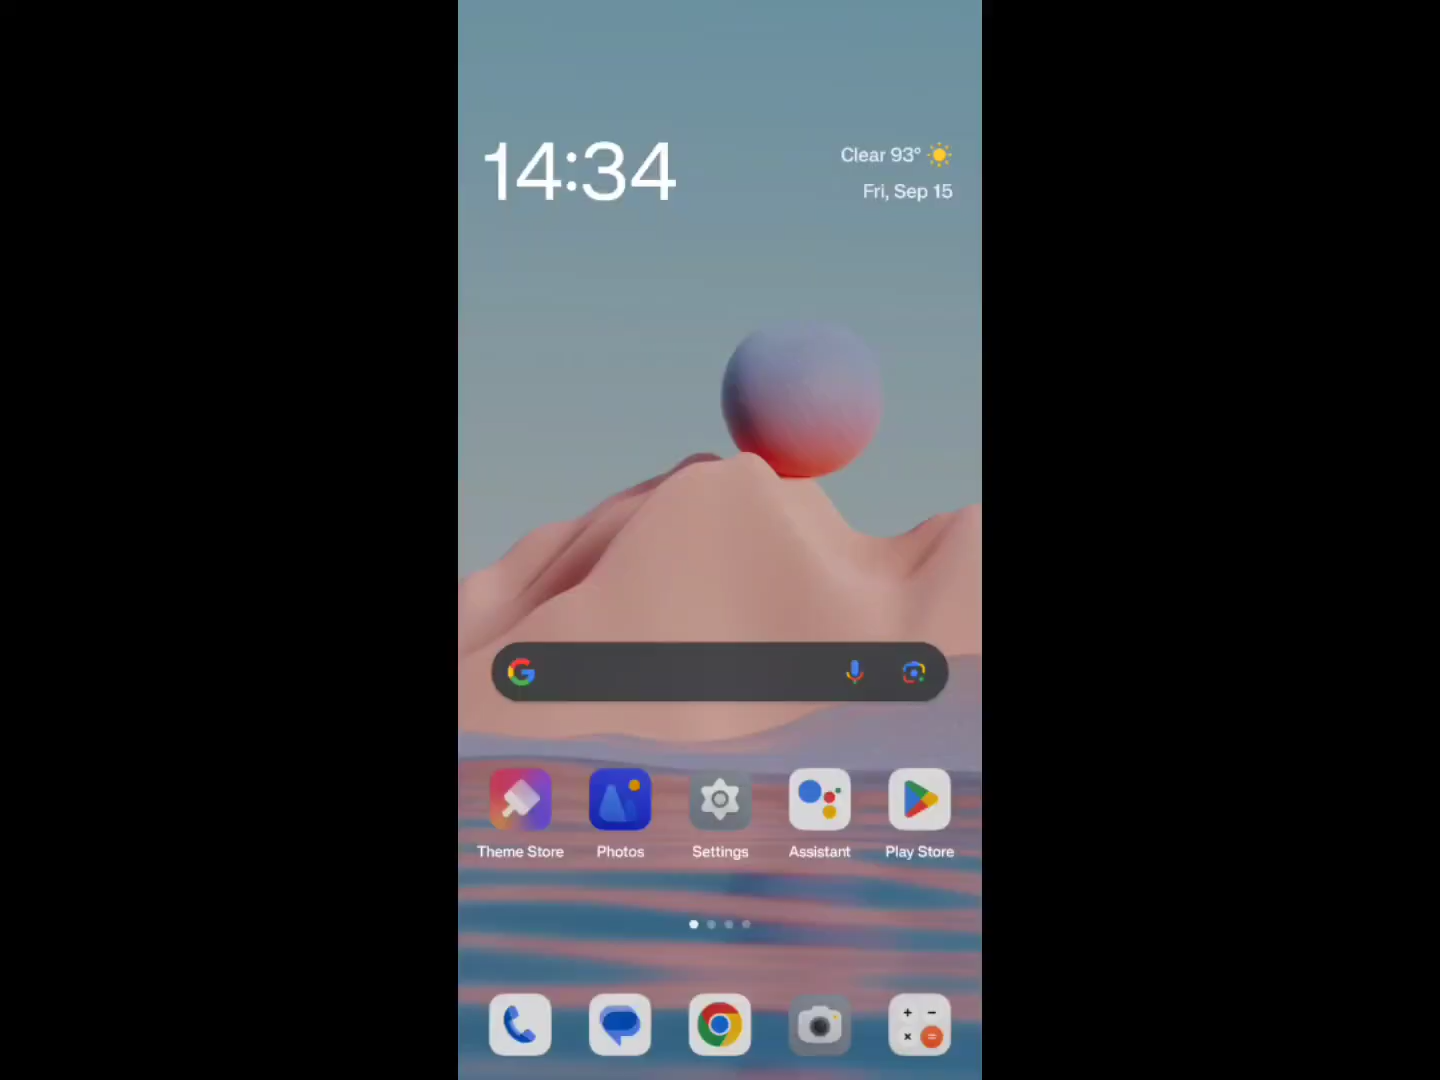 14:34
Clear 93°
Fri, Sep 15
Theme Store
Photos
Settings
Assistant
Play Store